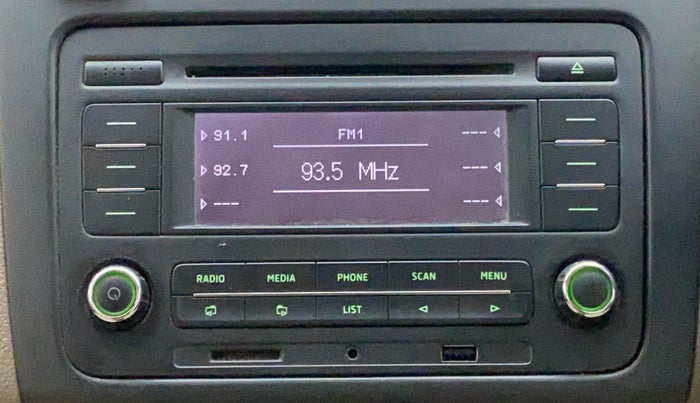 91.1 FM1 ---
92.7 93.5 MHz ---
--- ---
RADIO MEDIA PHONE SCAN MENU
LIST